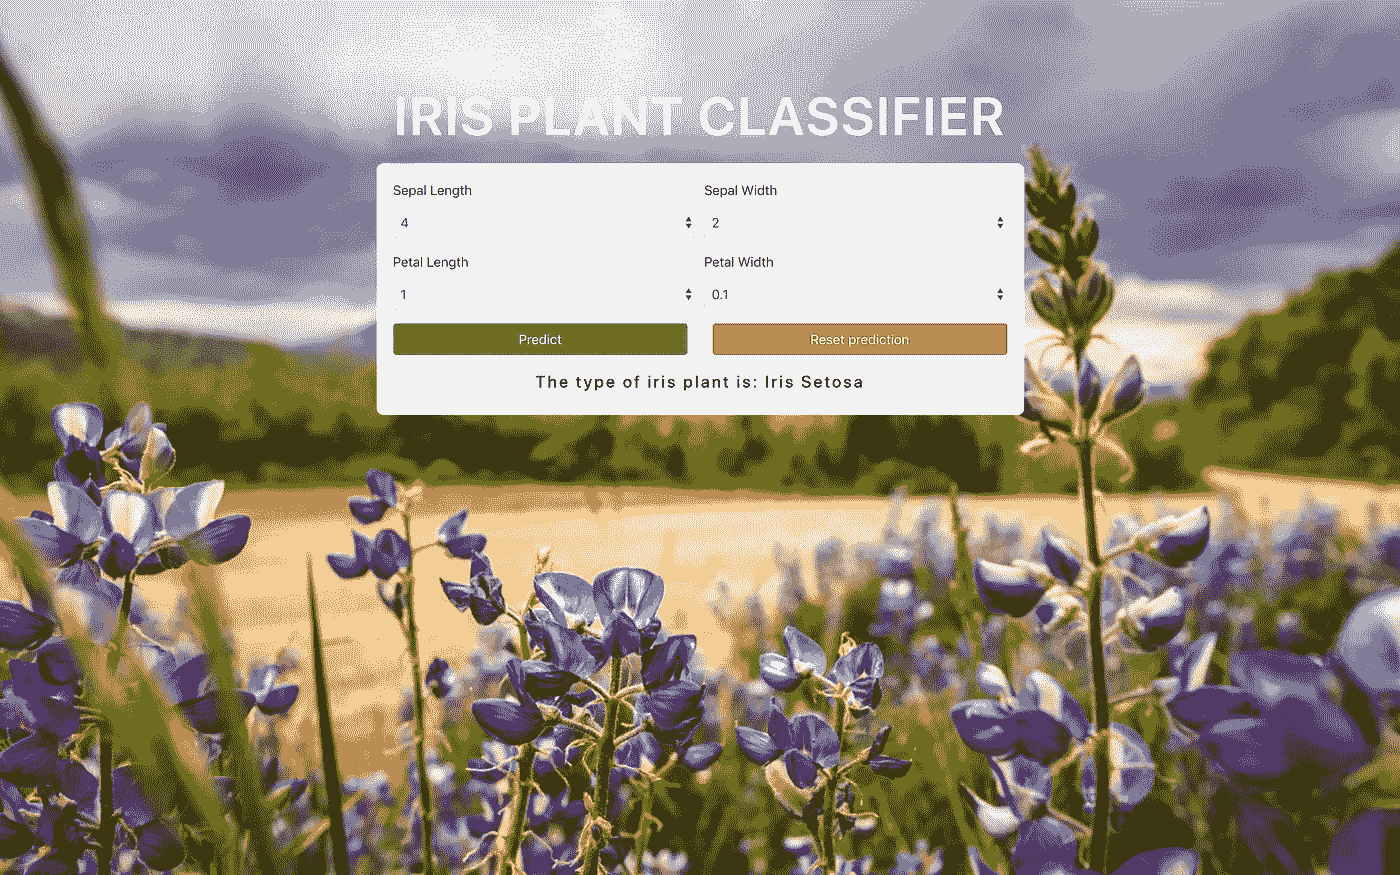 IRIS PLANT CLASSIFIER
Sepal Length Sepal Width
4 2
Petal Length Petal Width
1 0.1
Predict Reset prediction
The type of iris plant is: Iris Setosa